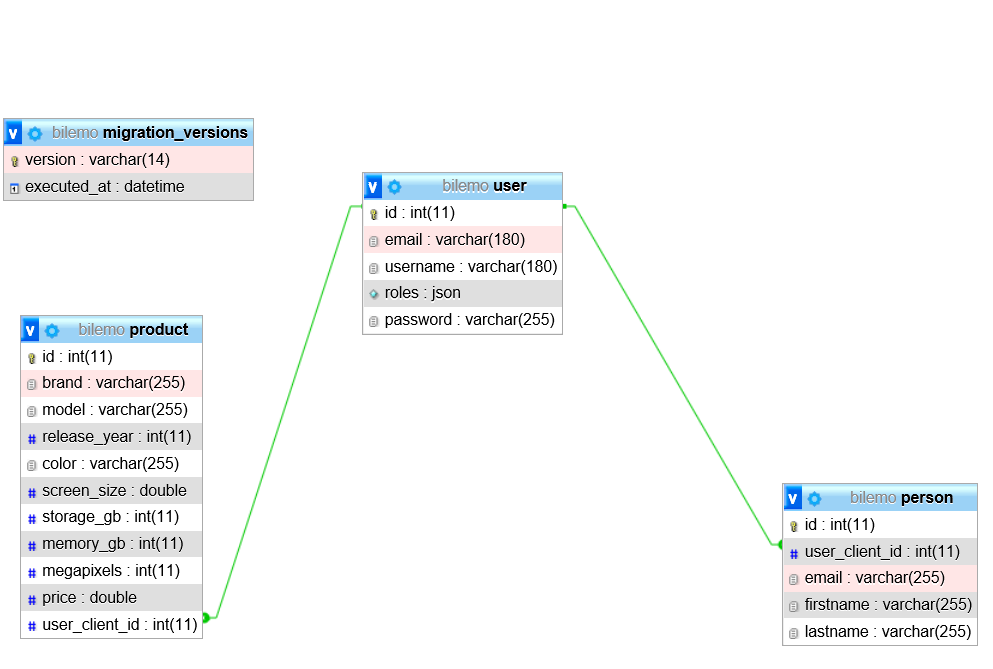 v bilemo migration_versions
version : varchar(14)
executed_at : datetime
v bilemo user
id : int(11)
email : varchar(180)
username : varchar(180)
roles : json
password : varchar(255)
v bilemo product
id : int(11)
brand : varchar(255)
model : varchar(255)
release_year : int(11)
color : varchar(255)
screen_size : double
storage_gb : int(11)
memory_gb : int(11)
megapixels : int(11)
price : double
user_client_id : int(11)
v bilemo person
id : int(11)
user_client_id : int(11)
email : varchar(255)
firstname : varchar(255)
lastname : varchar(255)